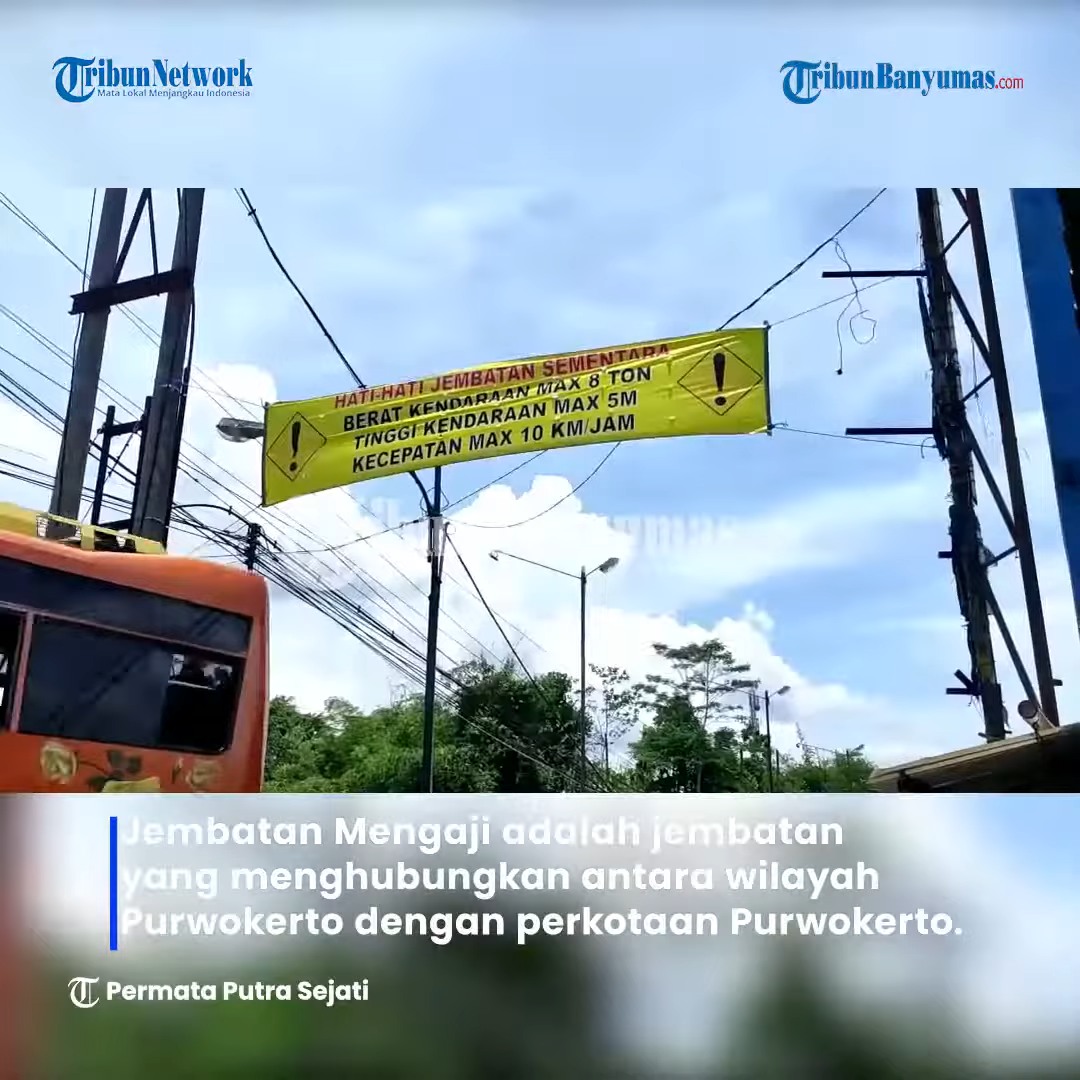 TribunNetwork
Mata Lokal Menjangkau Indonesia
TribunBanyumas.com
HATI-HATI JEMBATAN SEMENTARA
BERAT KENDARAAN MAX 8 TON
TINGGI KENDARAAN MAX 5M
KECEPATAN MAX 10 KM/JAM
Jembatan Mengaji adalah jembatan
yang menghubungkan antara wilayah
Purwokerto dengan perkotaan Purwokerto.
Permata Putra Sejati